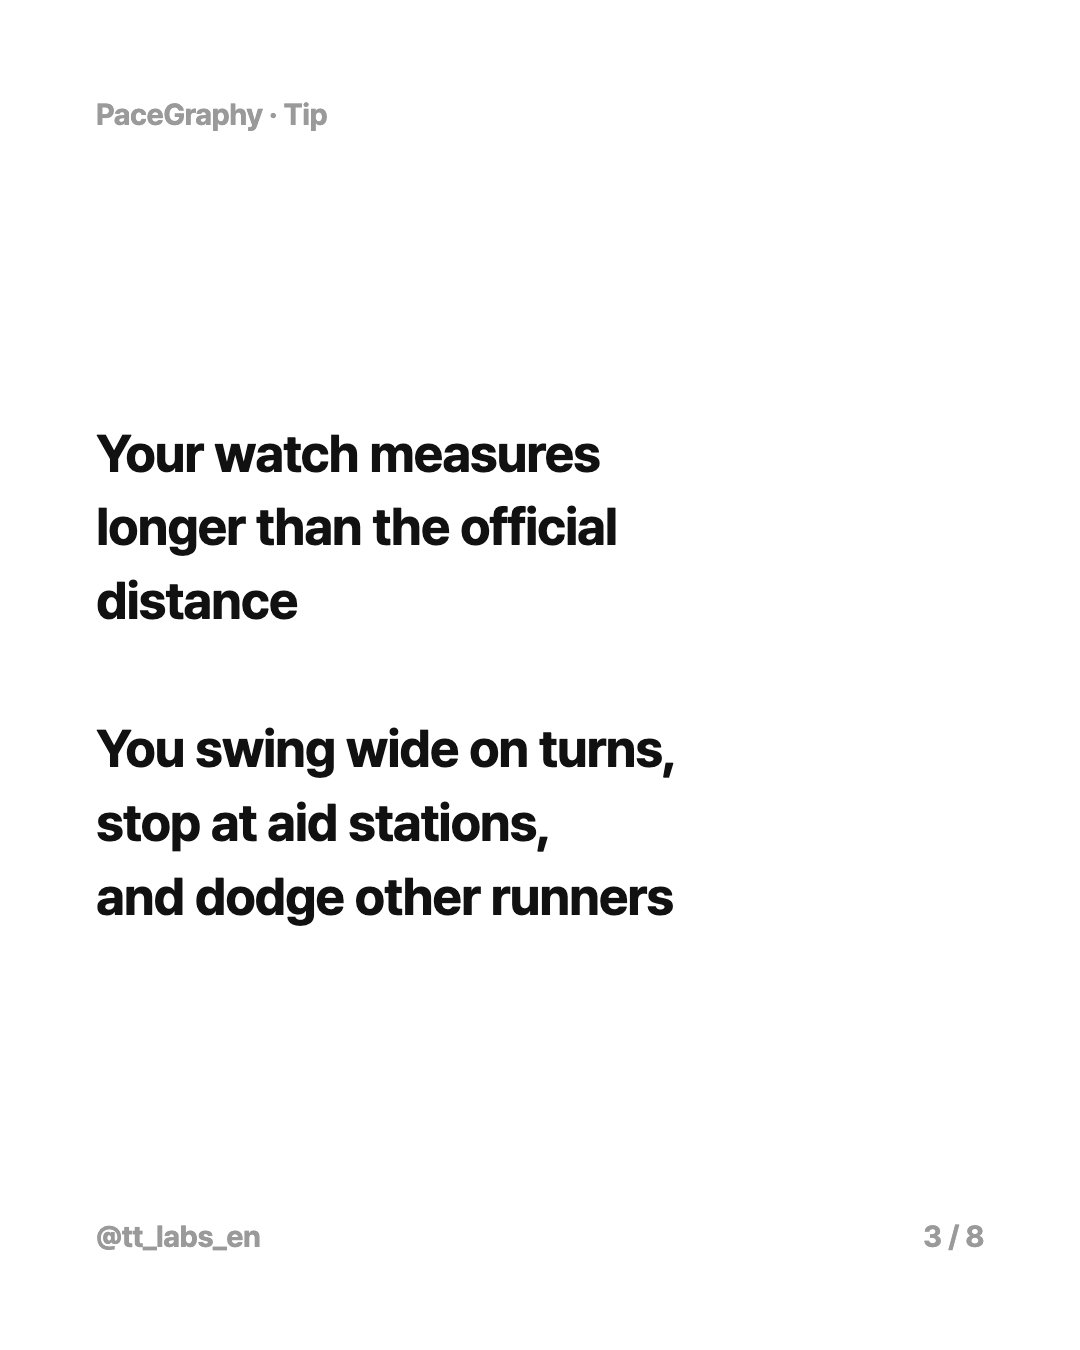 PaceGraphy · Tip
Your watch measures
longer than the official
distance
You swing wide on turns,
stop at aid stations,
and dodge other runners
@tt_labs_en
3 / 8